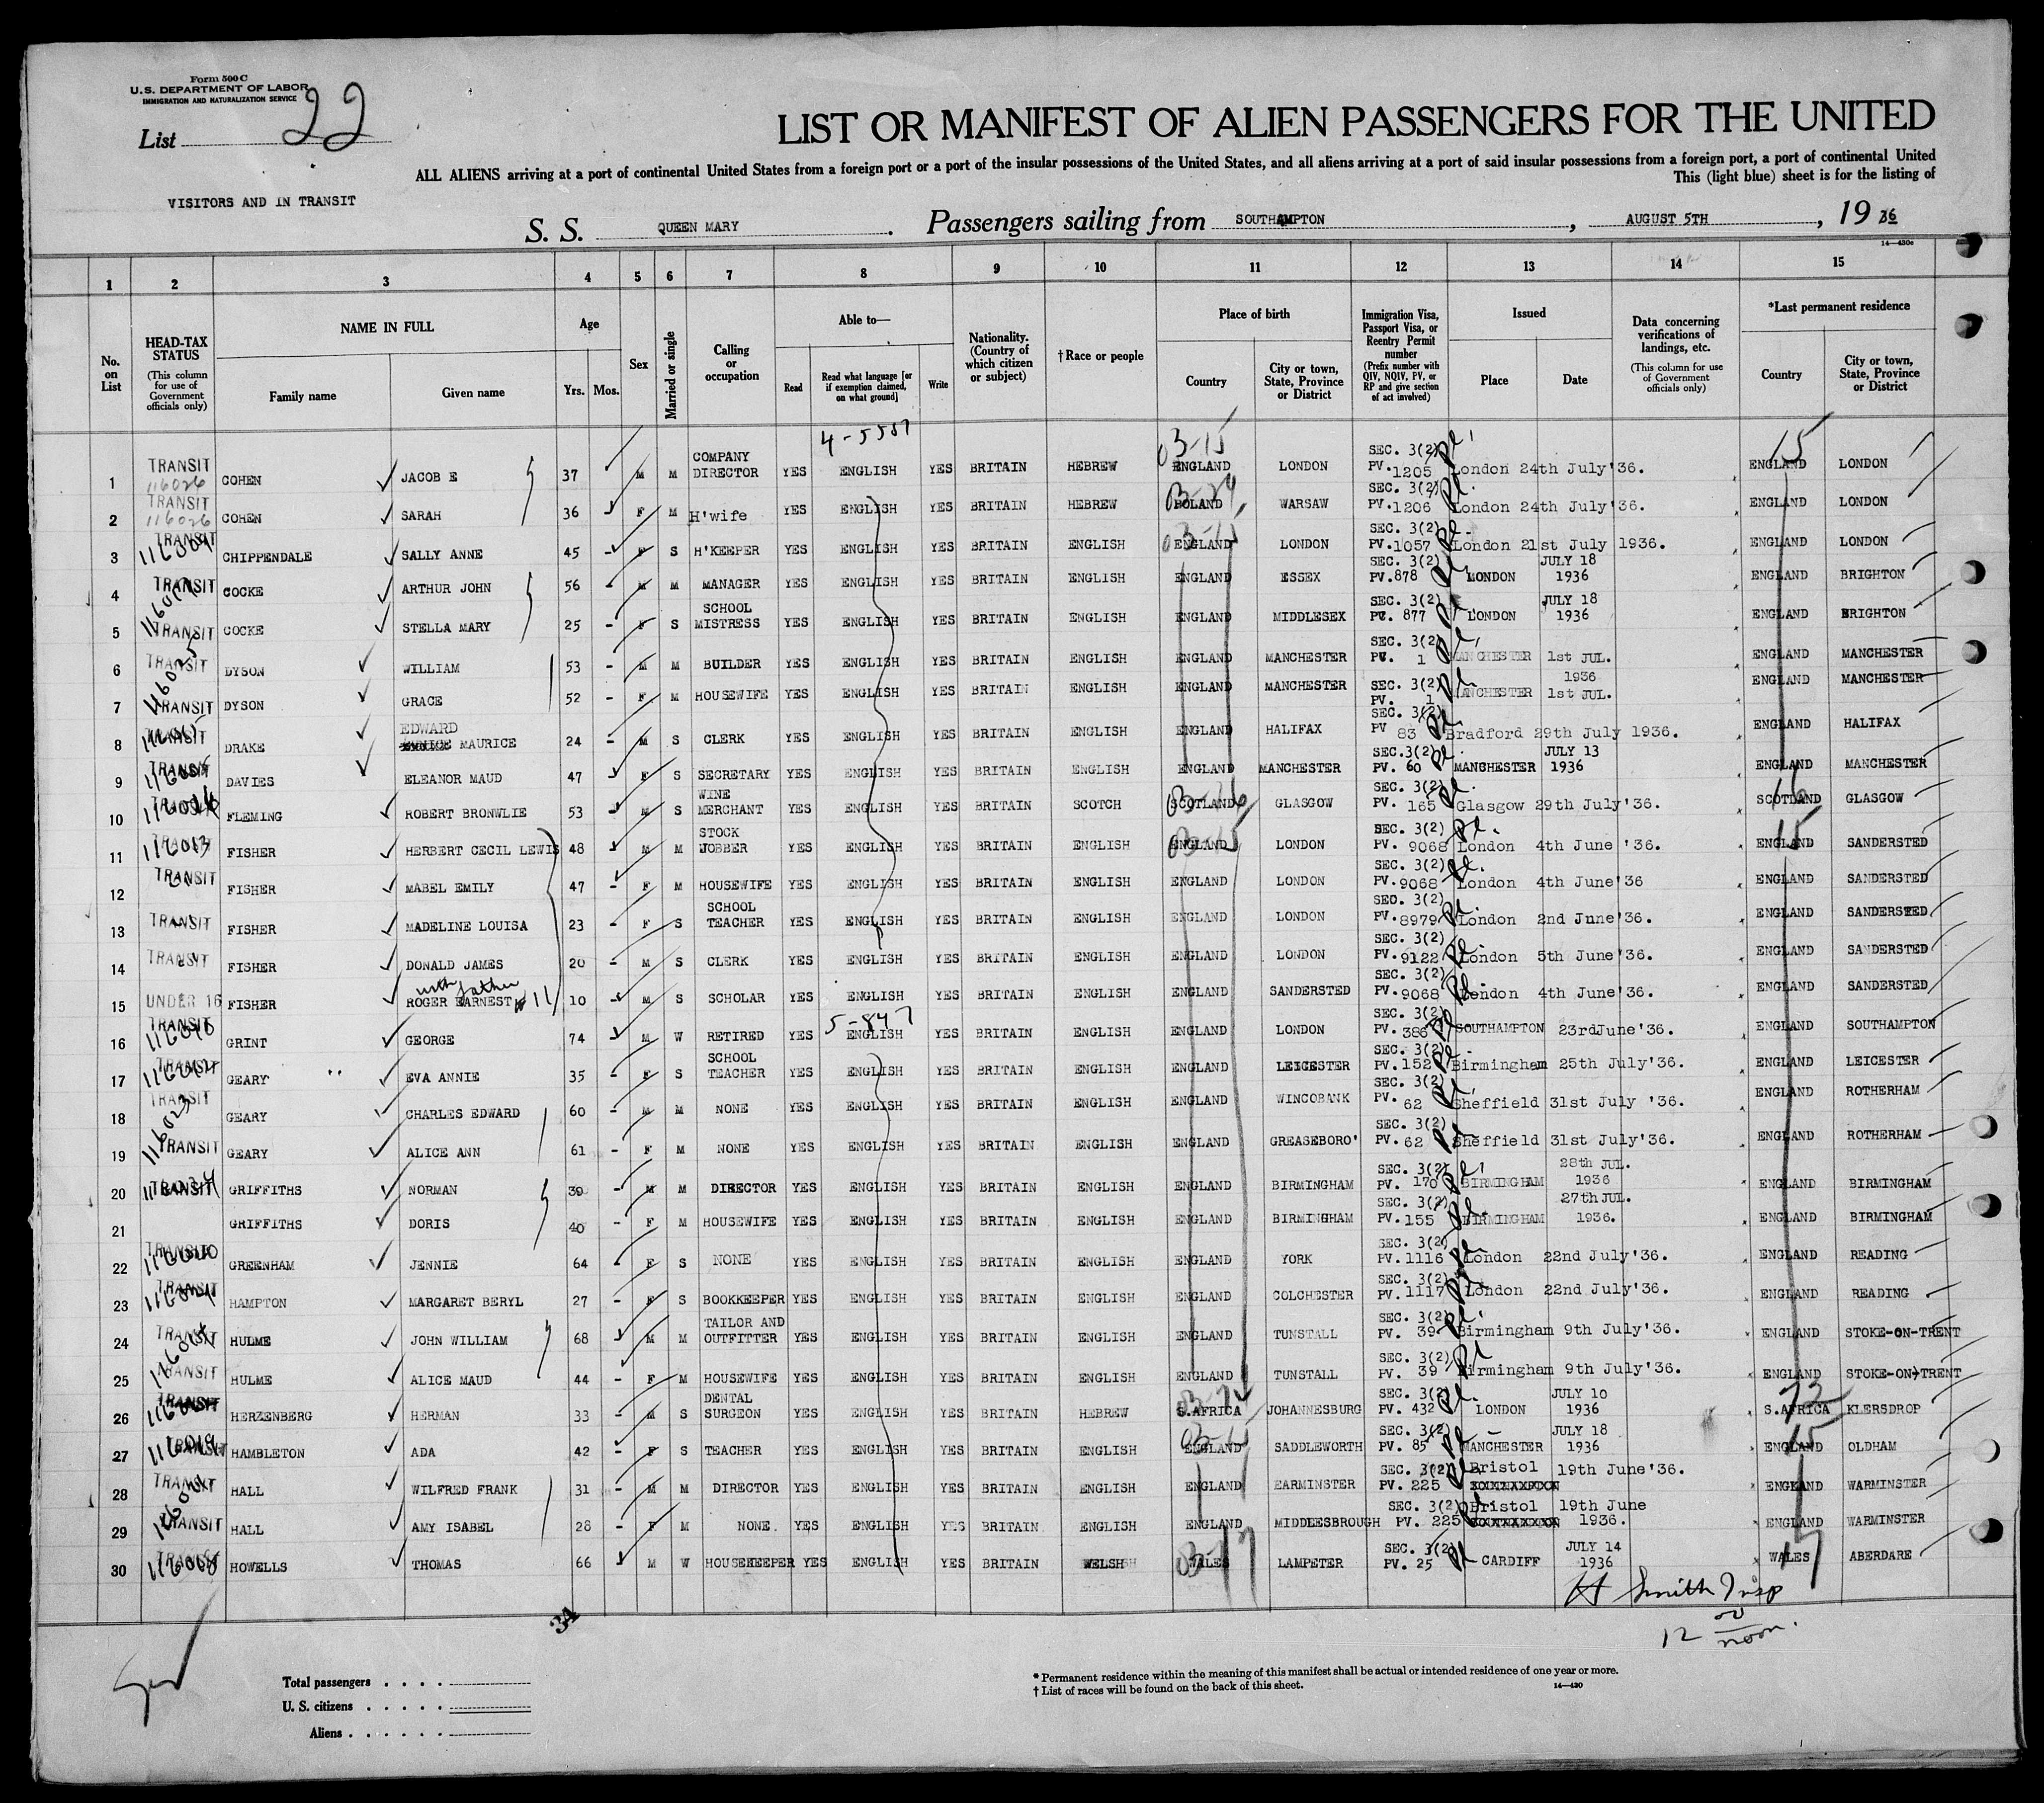 Form 500 C
U.S. DEPARTMENT OF LABOR
IMMIGRATION AND NATURALIZATION SERVICE
List 22
LIST OR MANIFEST OF ALIEN PASSENGERS FOR THE UNITED
ALL ALIENS arriving at a port of continental United States from a foreign port or a port of the insular possessions of the United States, and all aliens arriving at a port of said insular possessions from a foreign port, a port of continental United
This (light blue) sheet is for the listing of
VISITORS AND IN TRANSIT
S. S. QUEEN MARY. Passengers sailing from SOUTHAMPTON, AUGUST 5TH, 19 36
14—430c
1 2 3 4 5 6 7 8 9 10 11 12 13 14 15
No. on List
HEAD-TAX STATUS (This column for use of Government officials only)
NAME IN FULL
Family name
Given name
Age
Yrs. Mos.
Sex
Married or single
Calling or occupation
Able to—
Read
Read what language [or if exemption claimed, on what ground]
Write
Nationality. (Country of which citizen or subject)
†Race or people
Place of birth
Country
City or town, State, Province or District
Immigration Visa, Passport Visa, or Reentry Permit number (Prefix number with QIV, NQIV, PV, or RP and give section of act involved)
Issued
Place
Date
Data concerning verifications of landings, etc. (This column for use of Government officials only)
*Last permanent residence
Country
City or town, State, Province or District
4-5557 03-15 15
1 TRANSIT 116026 COHEN JACOB E 37 M M COMPANY DIRECTOR YES ENGLISH YES BRITAIN HEBREW ENGLAND LONDON SEC. 3(2) PV. 1205 London 24th July '36. ENGLAND LONDON
2 TRANSIT 116026 COHEN SARAH 36 F M H'wife YES ENGLISH YES BRITAIN HEBREW POLAND WARSAW SEC. 3(2) PV. 1206 London 24th July '36. ENGLAND LONDON
3 TRANSIT CHIPPENDALE SALLY ANNE 45 - F S H'KEEPER YES ENGLISH YES BRITAIN ENGLISH ENGLAND LONDON SEC. 3(2) PV. 1057 London 21st July 1936. ENGLAND LONDON
4 TRANSIT COCKE ARTHUR JOHN 56 - M M MANAGER YES ENGLISH YES BRITAIN ENGLISH ENGLAND ESSEX SEC. 3(2) PV. 878 LONDON JULY 18 1936 ENGLAND BRIGHTON
5 TRANSIT COCKE STELLA MARY 25 - F S SCHOOL MISTRESS YES ENGLISH YES BRITAIN ENGLISH ENGLAND MIDDLESEX SEC. 3(2) PV. 877 LONDON JULY 18 1936 ENGLAND BRIGHTON
6 TRANSIT DYSON WILLIAM 53 - M M BUILDER YES ENGLISH YES BRITAIN ENGLISH ENGLAND MANCHESTER SEC. 3(2) PV. 1 MANCHESTER 1st JUL. 1936 ENGLAND MANCHESTER
7 TRANSIT DYSON GRACE 52 - F M HOUSEWIFE YES ENGLISH YES BRITAIN ENGLISH ENGLAND MANCHESTER SEC. 3(2) PV. 1 MANCHESTER 1st JUL. ENGLAND MANCHESTER
8 TRANSIT DRAKE EDWARD MAURICE 24 - M S CLERK YES ENGLISH YES BRITAIN ENGLISH ENGLAND HALIFAX SEC. 3(2) PV 83 Bradford 29th July 1936. ENGLAND HALIFAX
9 TRANSIT DAVIES ELEANOR MAUD 47 F S SECRETARY YES ENGLISH YES BRITAIN ENGLISH ENGLAND MANCHESTER SEC.3(2) PV. 60 MANCHESTER JULY 13 1936 ENGLAND MANCHESTER
10 FLEMING ROBERT BRONWLIE 53 M S WINE MERCHANT YES ENGLISH YES BRITAIN SCOTCH SCOTLAND GLASGOW SEC. 3(2) PV. 165 Glasgow 29th July '36. SCOTLAND GLASGOW
11 TRANSIT 116013 FISHER HERBERT CECIL LEWIS 48 M M STOCK JOBBER YES ENGLISH YES BRITAIN ENGLISH ENGLAND LONDON SEC. 3(2) PV. 9068 London 4th June '36. ENGLAND SANDERSTED
12 TRANSIT FISHER MABEL EMILY 47 - F M HOUSEWIFE YES ENGLISH YES BRITAIN ENGLISH ENGLAND LONDON SEC. 3(2) PV. 9068 London 4th June '36 ENGLAND SANDERSTED
13 TRANSIT FISHER MADELINE LOUISA 23 - F S SCHOOL TEACHER YES ENGLISH YES BRITAIN ENGLISH ENGLAND LONDON SEC. 3(2) PV. 8979 London 2nd June '36. ENGLAND SANDERSTED
14 TRANSIT FISHER DONALD JAMES 20 - M S CLERK YES ENGLISH YES BRITAIN ENGLISH ENGLAND LONDON SEC. 3(2) PV. 9122 London 5th June '36. ENGLAND SANDERSTED
with father
15 UNDER 16 FISHER ROGER EARNEST 11 10 M S SCHOLAR YES ENGLISH YES BRITAIN ENGLISH ENGLAND SANDERSTED SEC. 3(2) PV. 9068 London 4th June '36. ENGLAND SANDERSTED
5-847
16 TRANSIT GRINT GEORGE 74 M W RETIRED YES ENGLISH YES BRITAIN ENGLISH ENGLAND LONDON SEC. 3(2) PV. 386 SOUTHAMPTON 23rd June '36. ENGLAND SOUTHAMPTON
17 TRANSIT GEARY EVA ANNIE 35 - F S SCHOOL TEACHER YES ENGLISH YES BRITAIN ENGLISH ENGLAND LEICESTER SEC. 3(2) PV. 152 Birmingham 25th July '36. ENGLAND LEICESTER
18 TRANSIT GEARY CHARLES EDWARD 60 - M M NONE YES ENGLISH YES BRITAIN ENGLISH ENGLAND WINCOBANK SEC. 3(2) PV. 62 Sheffield 31st July '36. ENGLAND ROTHERHAM
19 TRANSIT 116023 GEARY ALICE ANN 61 - F M NONE YES ENGLISH YES BRITAIN ENGLISH ENGLAND GREASEBORO' SEC. 3(2) PV. 62 Sheffield 31st July '36. ENGLAND ROTHERHAM
20 TRANSIT GRIFFITHS NORMAN 39 - M M DIRECTOR YES ENGLISH YES BRITAIN ENGLISH ENGLAND BIRMINGHAM SEC. 3(2) PV. 170 BIRMINGHAM 28th JUL. 1936 ENGLAND BIRMINGHAM
21 GRIFFITHS DORIS 40 - F M HOUSEWIFE YES ENGLISH YES BRITAIN ENGLISH ENGLAND BIRMINGHAM SEC. 3(2) PV. 155 BIRMINGHAM 27th JUL. 1936. ENGLAND BIRMINGHAM
22 TRANSIT GREENHAM JENNIE 64 F S NONE YES ENGLISH YES BRITAIN ENGLISH ENGLAND YORK SEC. 3(2) PV. 1116 London 22nd July '36. ENGLAND READING
23 TRANSIT HAMPTON MARGARET BERYL 27 - F S BOOKKEEPER YES ENGLISH YES BRITAIN ENGLISH ENGLAND COLCHESTER SEC. 3(2) PV. 1117 London 22nd July '36. ENGLAND READING
24 TRANSIT HULME JOHN WILLIAM 68 M M TAILOR AND OUTFITTER YES ENGLISH YES BRITAIN ENGLISH ENGLAND TUNSTALL SEC. 3(2) PV. 39 Birmingham 9th July '36. ENGLAND STOKE-ON-TRENT
25 TRANSIT HULME ALICE MAUD 44 - F M HOUSEWIFE YES ENGLISH YES BRITAIN ENGLISH ENGLAND TUNSTALL SEC. 3(2) PV. 39 Birmingham 9th July '36. ENGLAND STOKE-ON-TRENT
26 TRANSIT HERZENBERG HERMAN 33 - M S DENTAL SURGEON YES ENGLISH YES BRITAIN HEBREW S.AFRICA JOHANNESBURG SEC. 3(2) PV. 432 LONDON JULY 10 1936 S.AFRICA KLERSDROP
27 TRANSIT 116019 HAMBLETON ADA 42 F S TEACHER YES ENGLISH YES BRITAIN ENGLISH ENGLAND SADDLEWORTH SEC. 3(2) PV. 85 MANCHESTER JULY 18 1936 ENGLAND OLDHAM
28 TRANSIT HALL WILFRED FRANK 31 - M M DIRECTOR YES ENGLISH YES BRITAIN ENGLISH ENGLAND EARMINSTER SEC. 3(2) PV. 225 Bristol 19th June '36. ENGLAND WARMINSTER
29 TRANSIT HALL AMY ISABEL 28 - F M NONE YES ENGLISH YES BRITAIN ENGLISH ENGLAND MIDDLESBROUGH SEC. 3(2) PV. 225 Bristol 19th June 1936. ENGLAND WARMINSTER
30 HOWELLS THOMAS 66 M W HOUSEKEEPER YES ENGLISH YES BRITAIN WELSH WALES LAMPETER SEC. 3(2) PV. 25 CARDIFF JULY 14 1936 WALES ABERDARE
H Smith Insp
12 noon.
34
Total passengers
U. S. citizens
Aliens
* Permanent residence within the meaning of this manifest shall be actual or intended residence of one year or more.
† List of races will be found on the back of this sheet.
14—430